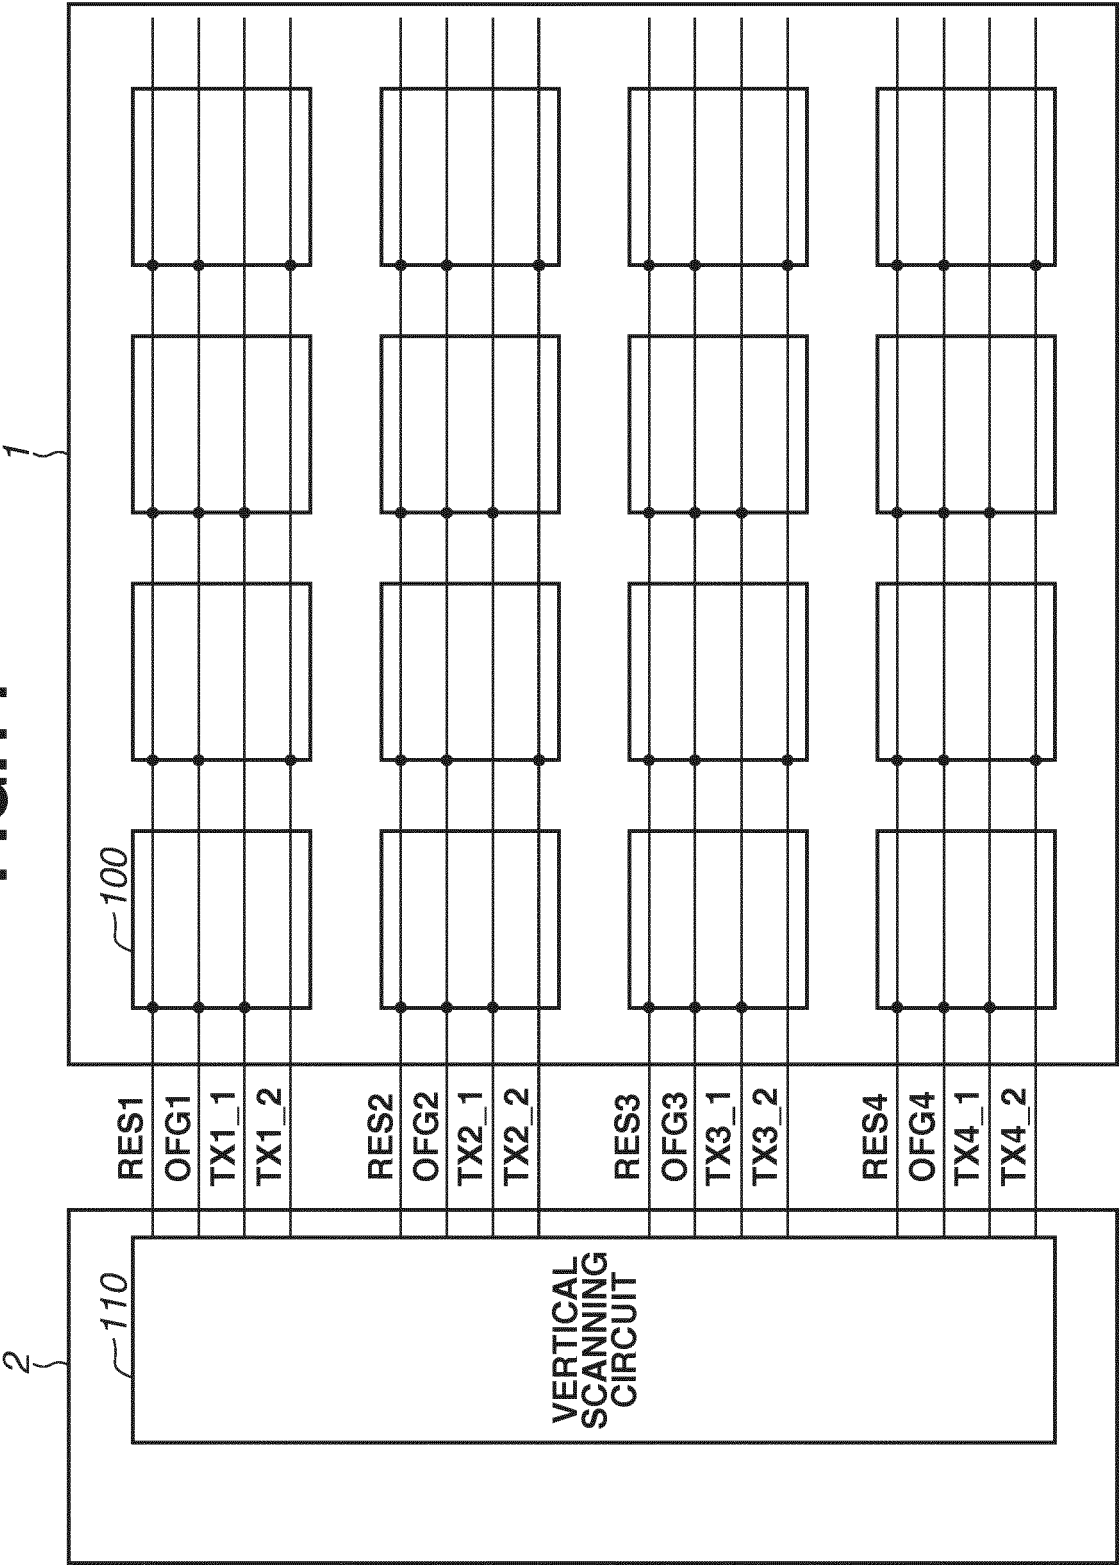 1
100
RES1
OFG1
TX1_1
TX1_2
RES2
OFG2
TX2_1
TX2_2
RES3
OFG3
TX3_1
TX3_2
RES4
OFG4
TX4_1
TX4_2
2
110
VERTICAL
SCANNING
CIRCUIT